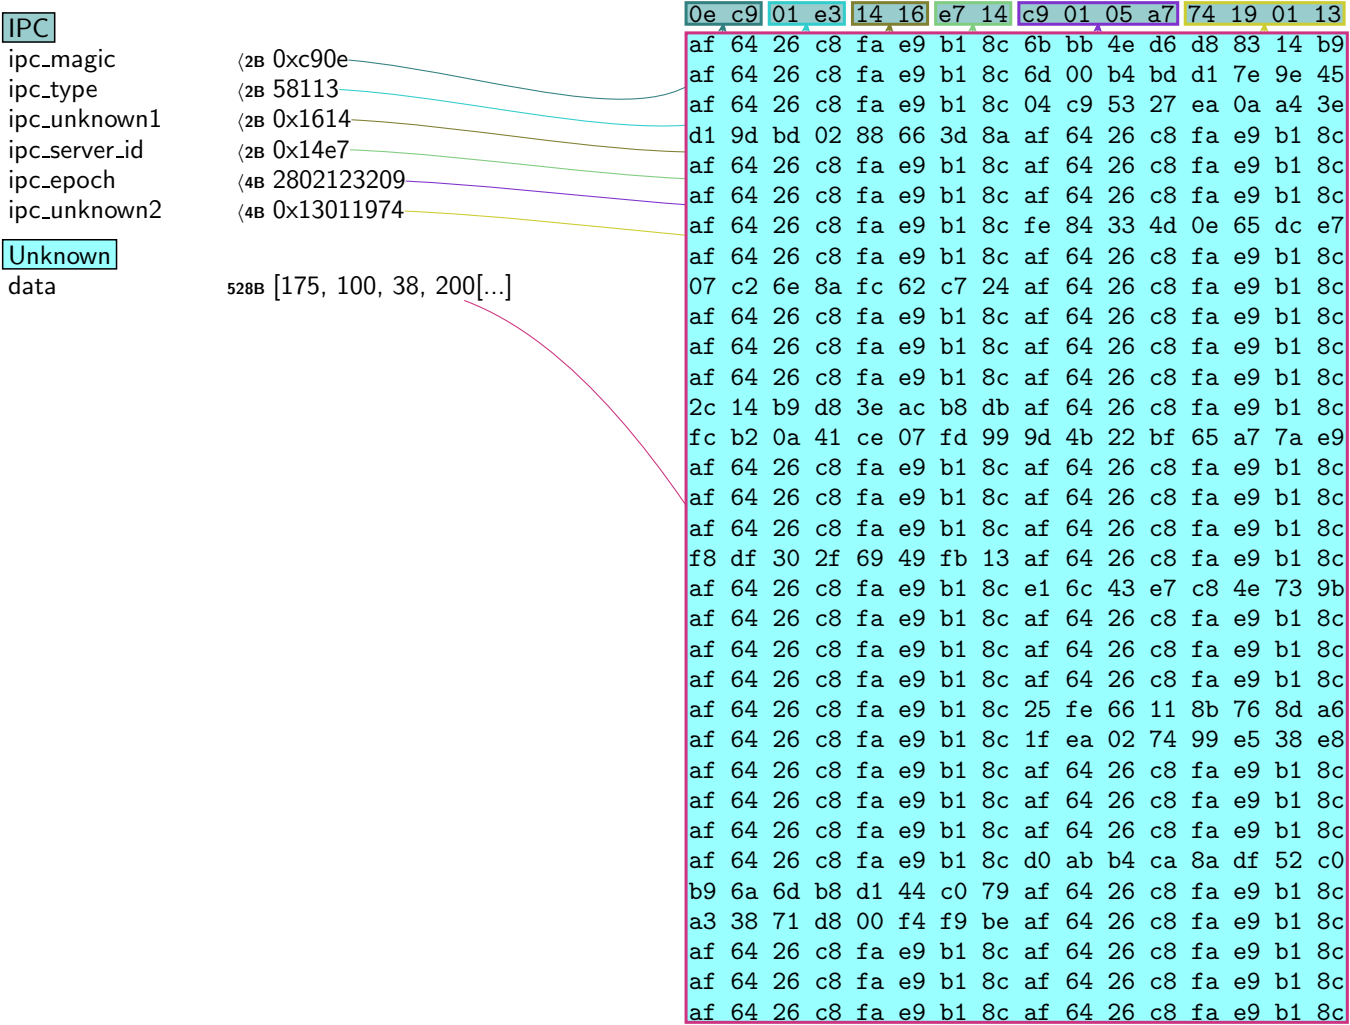 IPC
ipc_magic ⟨2B 0xc90e
ipc_type ⟨2B 58113
ipc_unknown1 ⟨2B 0x1614
ipc_server_id ⟨2B 0x14e7
ipc_epoch ⟨4B 2802123209
ipc_unknown2 ⟨4B 0x13011974
Unknown
data 528B [175, 100, 38, 200[...]
0e c9 01 e3 14 16 e7 14 c9 01 05 a7 74 19 01 13
af 64 26 c8 fa e9 b1 8c 6b bb 4e d6 d8 83 14 b9
af 64 26 c8 fa e9 b1 8c 6d 00 b4 bd d1 7e 9e 45
af 64 26 c8 fa e9 b1 8c 04 c9 53 27 ea 0a a4 3e
d1 9d bd 02 88 66 3d 8a af 64 26 c8 fa e9 b1 8c
af 64 26 c8 fa e9 b1 8c af 64 26 c8 fa e9 b1 8c
af 64 26 c8 fa e9 b1 8c af 64 26 c8 fa e9 b1 8c
af 64 26 c8 fa e9 b1 8c fe 84 33 4d 0e 65 dc e7
af 64 26 c8 fa e9 b1 8c af 64 26 c8 fa e9 b1 8c
07 c2 6e 8a fc 62 c7 24 af 64 26 c8 fa e9 b1 8c
af 64 26 c8 fa e9 b1 8c af 64 26 c8 fa e9 b1 8c
af 64 26 c8 fa e9 b1 8c af 64 26 c8 fa e9 b1 8c
af 64 26 c8 fa e9 b1 8c af 64 26 c8 fa e9 b1 8c
2c 14 b9 d8 3e ac b8 db af 64 26 c8 fa e9 b1 8c
fc b2 0a 41 ce 07 fd 99 9d 4b 22 bf 65 a7 7a e9
af 64 26 c8 fa e9 b1 8c af 64 26 c8 fa e9 b1 8c
af 64 26 c8 fa e9 b1 8c af 64 26 c8 fa e9 b1 8c
af 64 26 c8 fa e9 b1 8c af 64 26 c8 fa e9 b1 8c
f8 df 30 2f 69 49 fb 13 af 64 26 c8 fa e9 b1 8c
af 64 26 c8 fa e9 b1 8c e1 6c 43 e7 c8 4e 73 9b
af 64 26 c8 fa e9 b1 8c af 64 26 c8 fa e9 b1 8c
af 64 26 c8 fa e9 b1 8c af 64 26 c8 fa e9 b1 8c
af 64 26 c8 fa e9 b1 8c af 64 26 c8 fa e9 b1 8c
af 64 26 c8 fa e9 b1 8c 25 fe 66 11 8b 76 8d a6
af 64 26 c8 fa e9 b1 8c 1f ea 02 74 99 e5 38 e8
af 64 26 c8 fa e9 b1 8c af 64 26 c8 fa e9 b1 8c
af 64 26 c8 fa e9 b1 8c af 64 26 c8 fa e9 b1 8c
af 64 26 c8 fa e9 b1 8c af 64 26 c8 fa e9 b1 8c
af 64 26 c8 fa e9 b1 8c d0 ab b4 ca 8a df 52 c0
b9 6a 6d b8 d1 44 c0 79 af 64 26 c8 fa e9 b1 8c
a3 38 71 d8 00 f4 f9 be af 64 26 c8 fa e9 b1 8c
af 64 26 c8 fa e9 b1 8c af 64 26 c8 fa e9 b1 8c
af 64 26 c8 fa e9 b1 8c af 64 26 c8 fa e9 b1 8c
af 64 26 c8 fa e9 b1 8c af 64 26 c8 fa e9 b1 8c